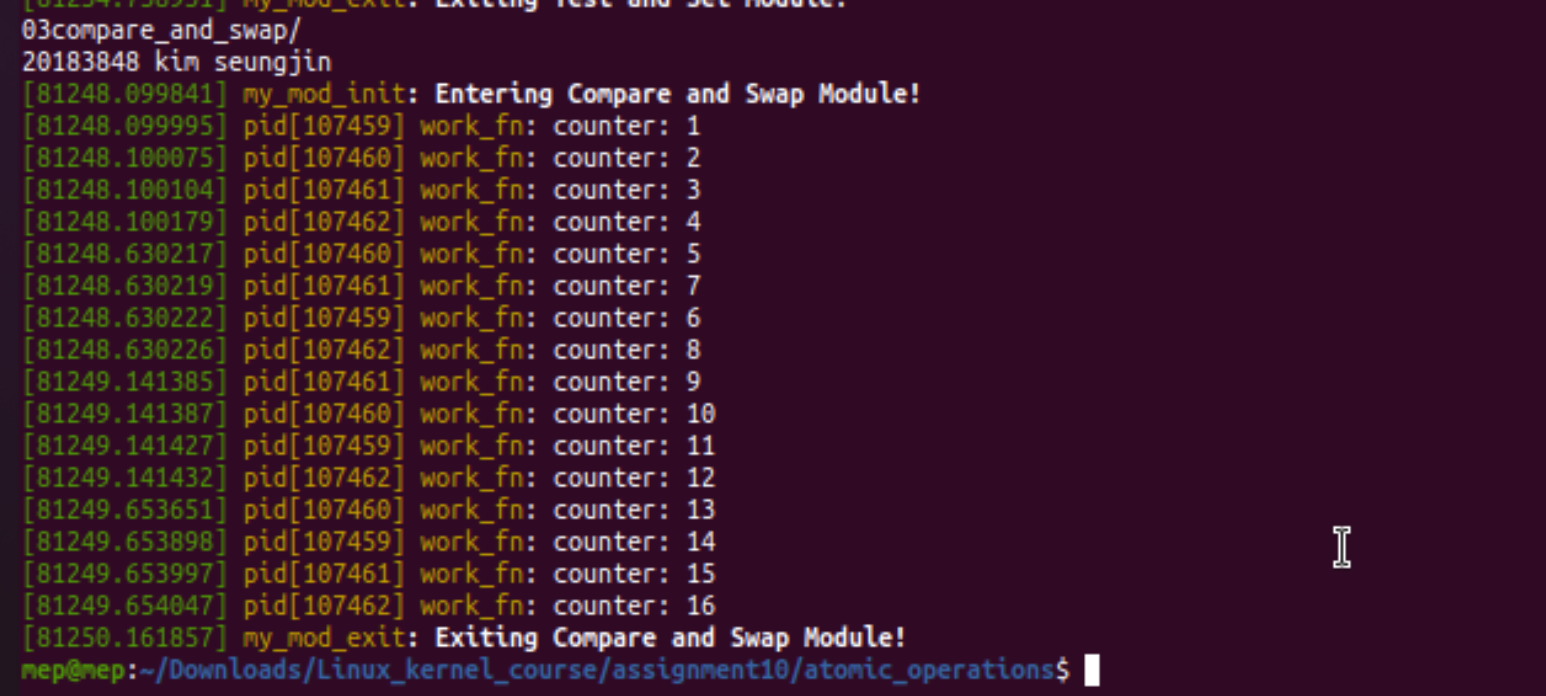 [81234.738931] my_mod_exit: Exiting Test and Set Module!
03compare_and_swap/
20183848 kim seungjin
[81248.099841] my_mod_init: Entering Compare and Swap Module!
[81248.099995] pid[107459] work_fn: counter: 1
[81248.100075] pid[107460] work_fn: counter: 2
[81248.100104] pid[107461] work_fn: counter: 3
[81248.100179] pid[107462] work_fn: counter: 4
[81248.630217] pid[107460] work_fn: counter: 5
[81248.630219] pid[107461] work_fn: counter: 7
[81248.630222] pid[107459] work_fn: counter: 6
[81248.630226] pid[107462] work_fn: counter: 8
[81249.141385] pid[107461] work_fn: counter: 9
[81249.141387] pid[107460] work_fn: counter: 10
[81249.141427] pid[107459] work_fn: counter: 11
[81249.141432] pid[107462] work_fn: counter: 12
[81249.653651] pid[107460] work_fn: counter: 13
[81249.653898] pid[107459] work_fn: counter: 14
[81249.653997] pid[107461] work_fn: counter: 15
[81249.654047] pid[107462] work_fn: counter: 16
[81250.161857] my_mod_exit: Exiting Compare and Swap Module!
mep@mep:~/Downloads/Linux_kernel_course/assignment10/atomic_operations$